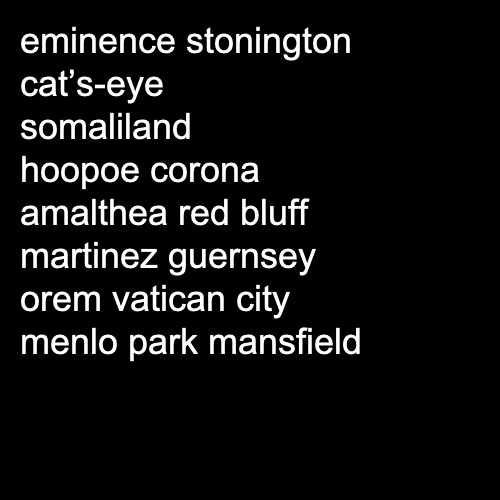 eminence stonington
cat’s-eye
somaliland
hoopoe corona
amalthea red bluff
martinez guernsey
orem vatican city
menlo park mansfield